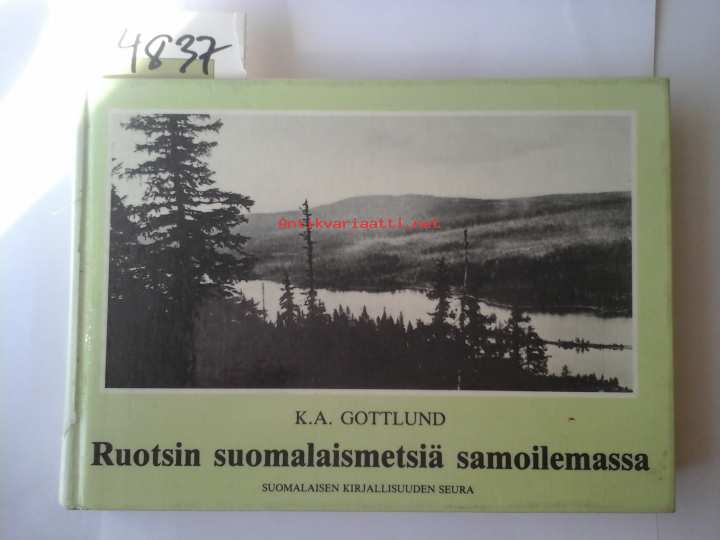 4837
Antikvariaatti.net
K.A. GOTTLUND
Ruotsin suomalaismetsiä samoilemassa
SUOMALAISEN KIRJALLISUUDEN SEURA